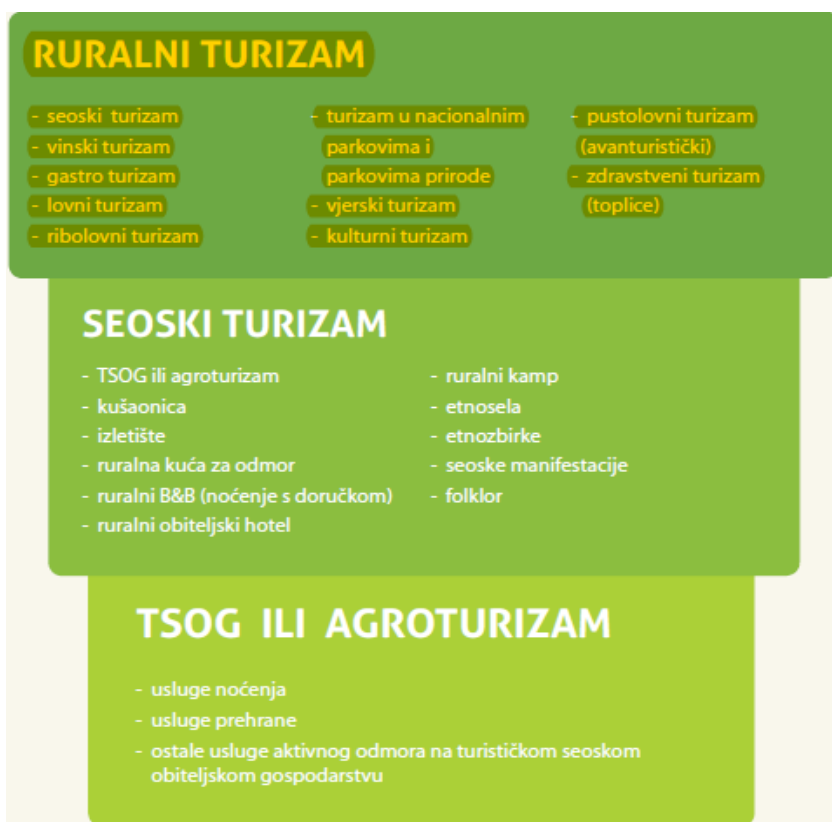 RURALNI TURIZAM
- seoski turizam
- vinski turizam
- gastro turizam
- lovni turizam
- ribolovni turizam
- turizam u nacionalnim
parkovima i
parkovima prirode
- vjerski turizam
- kulturni turizam
- pustolovni turizam
(avanturistički)
- zdravstveni turizam
(toplice)
SEOSKI TURIZAM
- TSOG ili agroturizam
- kušaonica
- izletište
- ruralna kuća za odmor
- ruralni B&B (noćenje s doručkom)
- ruralni obiteljski hotel
- ruralni kamp
- etnosela
- etnozbirke
- seoske manifestacije
- folklor
TSOG ILI AGROTURIZAM
- usluge noćenja
- usluge prehrane
- ostale usluge aktivnog odmora na turističkom seoskom
obiteljskom gospodarstvu